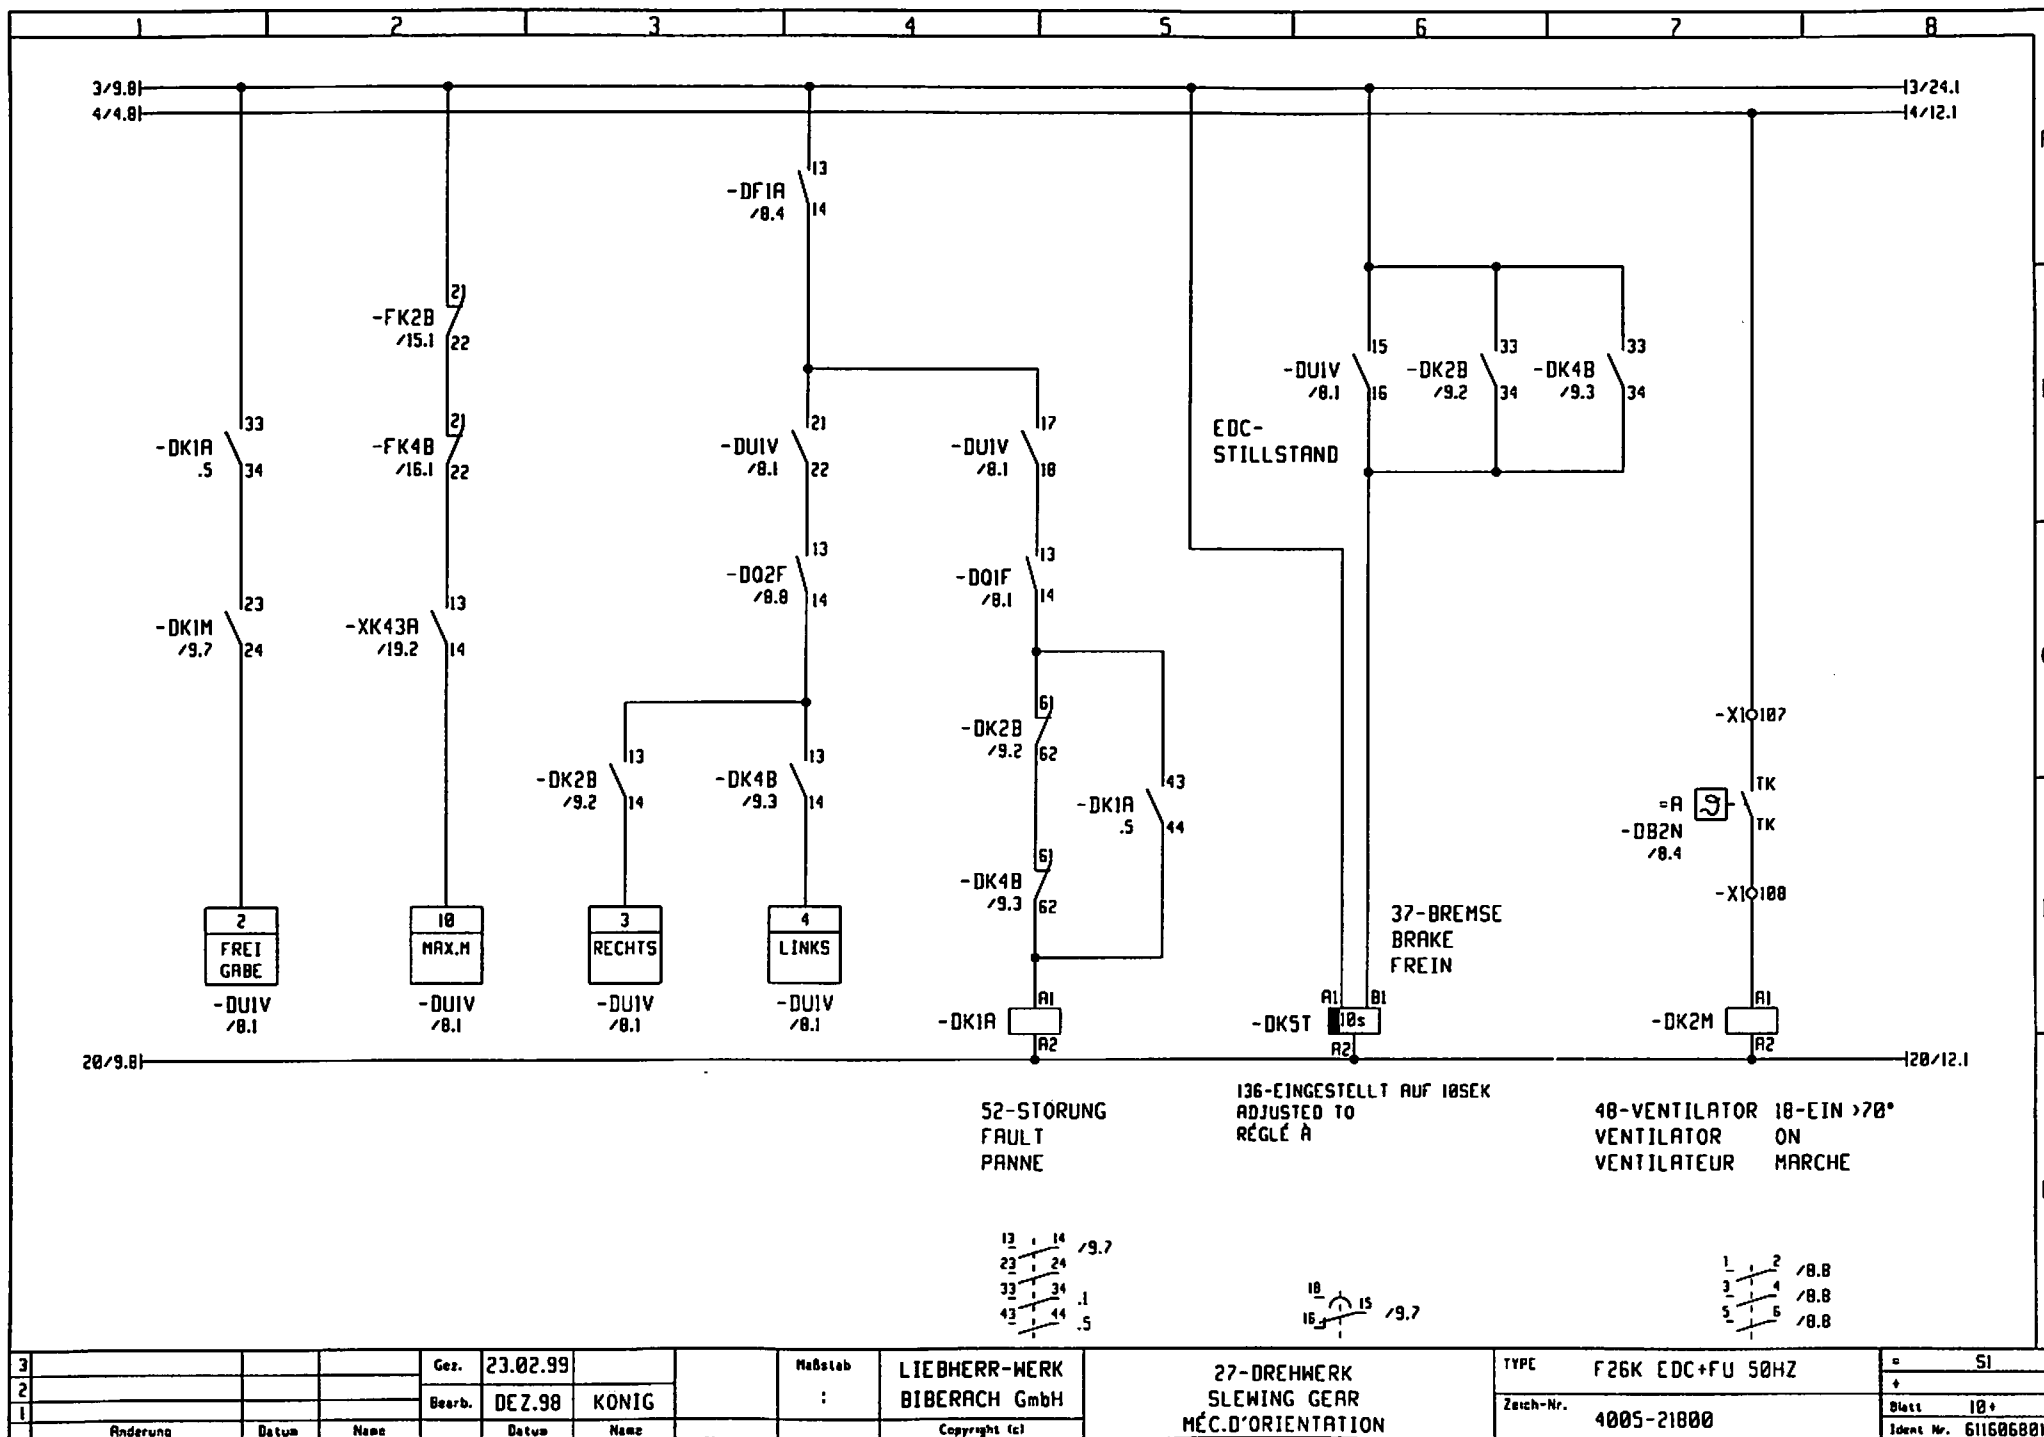 1 2 3 4 5 6 7 8
3/9.8 3/24.1
4/4.8 4/12.1
13
-DF1A
/8.4 14
21
-FK2B
/15.1 22
15 33 33
-DU1V -DK2B -DK4B
/8.1 16 /9.2 34 /9.3 34
33 21 21 17
-DK1A -FK4B -DU1V -DU1V
.5 34 /16.1 22 /8.1 22 /8.1 18
EDC-
STILLSTAND
13 13
-DQ2F -DQ1F
/8.8 14 /8.1 14
23 13
-DK1M -XK43A
/9.7 24 /19.2 14
61
-DK2B
/9.2 62
-X1 107
13 13 43 TK
-DK2B -DK4B -DK1A =A
/9.2 14 /9.3 14 .5 44 -DB2N TK
/8.4
61
-DK4B
/9.3 62
-X1 108
2 10 3 4
FREI MAX.M RECHTS LINKS
GABE
37-BREMSE
BRAKE
FREIN
-DU1V -DU1V -DU1V -DU1V
/8.1 /8.1 /8.1 /8.1
A1 A1 B1 A1
-DK1A -DK5T 10s -DK2M
A2 A2 A2
20/9.8 20/12.1
52-STÖRUNG
FAULT
PANNE
136-EINGESTELLT AUF 10SEK
ADJUSTED TO
RÉGLÉ À
48-VENTILATOR 18-EIN >70°
VENTILATOR ON
VENTILATEUR MARCHE
13 14 /9.7
23 24
33 34 .1
43 44 .5
18
16 15 /9.7
1 2 /8.8
3 4 /8.8
5 6 /8.8
3 Gez. 23.02.99 Maßstab LIEBHERR-WERK 27-DREHWERK TYPE F26K EDC+FU 50HZ = S1
2 Bearb. DEZ.98 KÖNIG : BIBERACH GmbH SLEWING GEAR Zeich-Nr. 4005-21800 +
1 MÉC.D'ORIENTATION Blatt 10+
Änderung Datum Name Datum Name Copyright (c) Ident Nr. 611606801